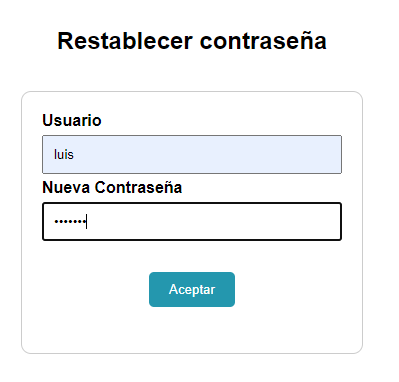 Restablecer contraseña
Usuario
luis
Nueva Contraseña
•••••••
Aceptar